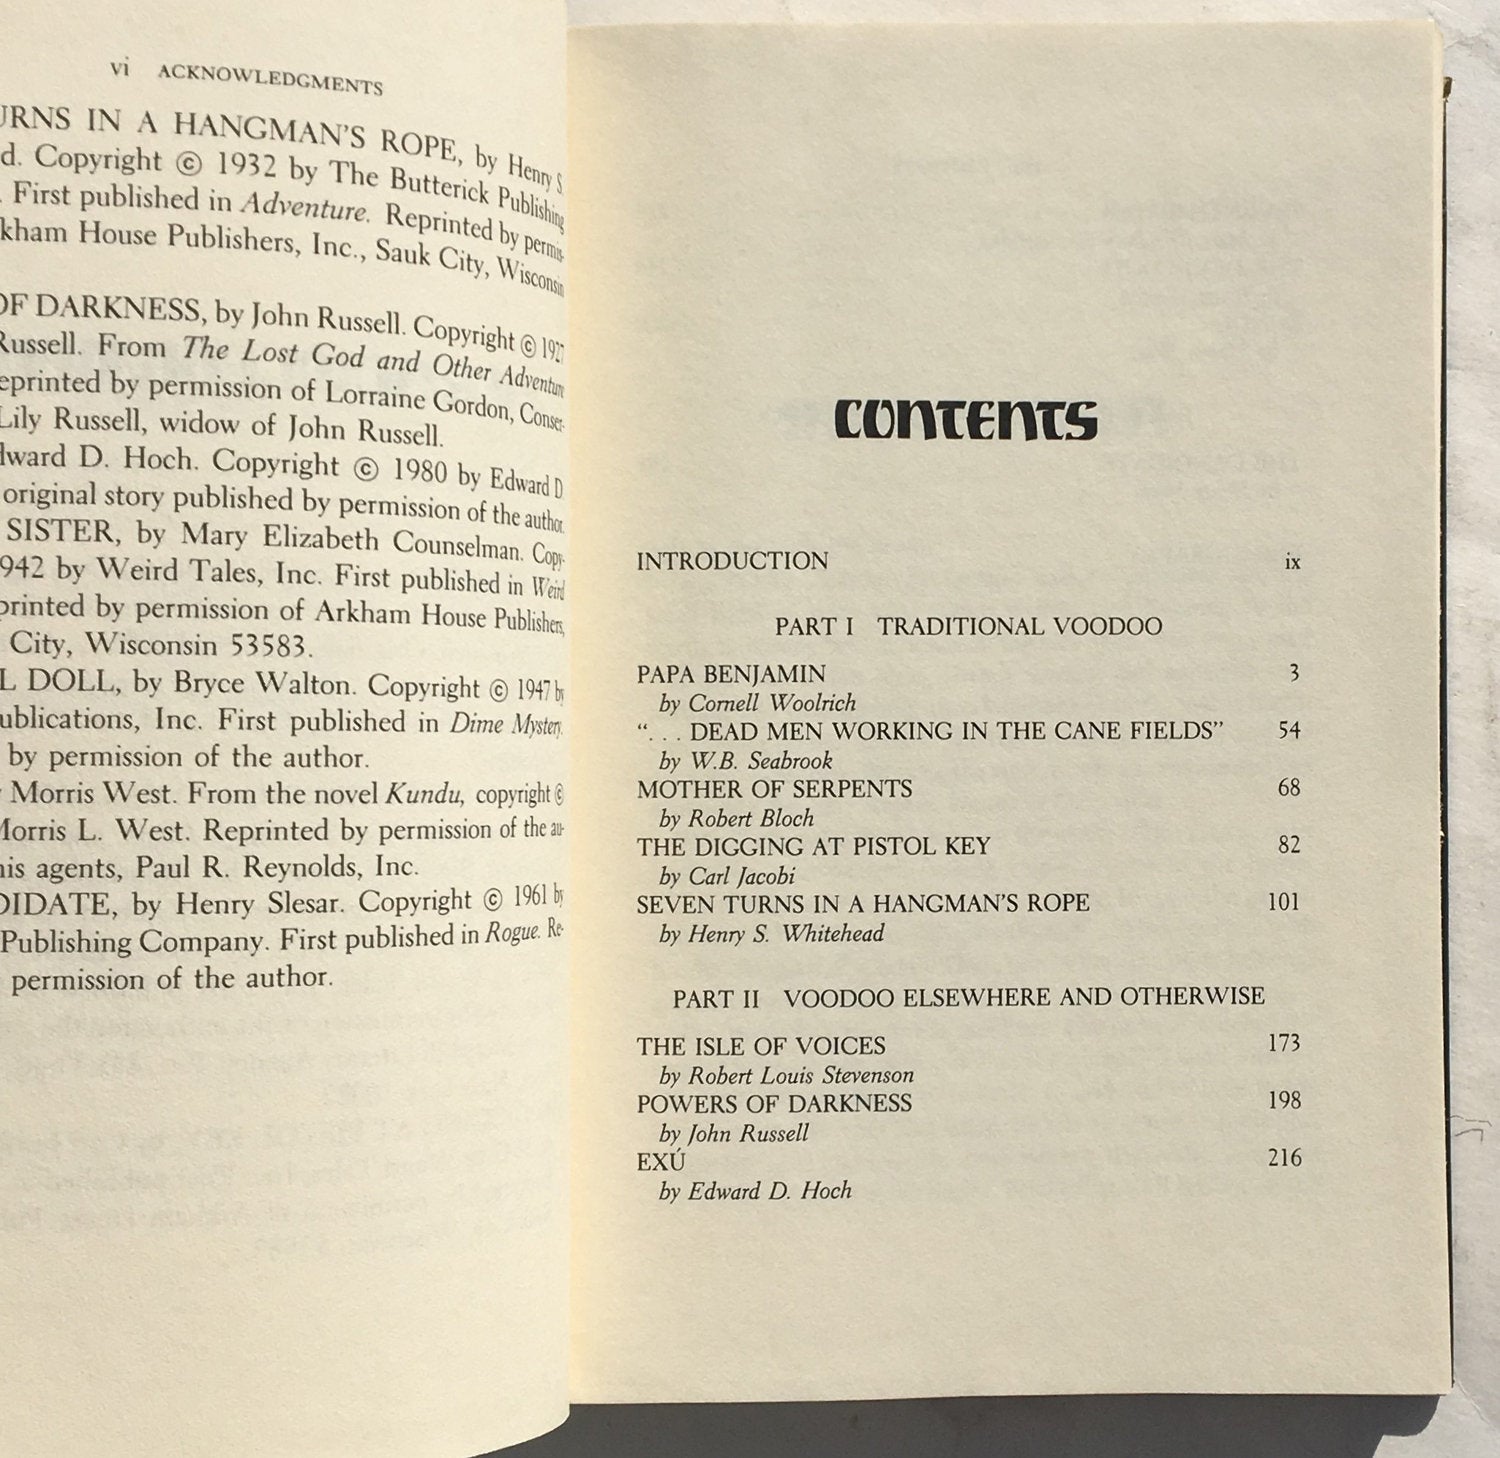 vi ACKNOWLEDGMENTS
IN A HANGMAN'S ROPE, by Henry S.
Copyright © 1932 by The Butterick Publishing
First published in Adventure. Reprinted by permis-
House Publishers, Inc., Sauk City, Wisconsin
OF DARKNESS, by John Russell. Copyright © 1927
Russell. From The Lost God and Other Adventure
by permission of Lorraine Gordon, Conser-
Lily Russell, widow of John Russell.
D. Hoch. Copyright © 1980 by Edward D.
original story published by permission of the author.
SISTER, by Mary Elizabeth Counselman. Copy-
by Weird Tales, Inc. First published in Weird
by permission of Arkham House Publishers,
City, Wisconsin 53583.
DOLL, by Bryce Walton. Copyright © 1947 by
Inc. First published in Dime Mystery.
by permission of the author.
Morris West. From the novel Kundu, copyright ©
Morris L. West. Reprinted by permission of the au-
agents, Paul R. Reynolds, Inc.
by Henry Slesar. Copyright © 1961 by
Publishing Company. First published in Rogue. Re-
permission of the author.
CONTENTS
INTRODUCTION ix
PART I TRADITIONAL VOODOO
PAPA BENJAMIN 3
by Cornell Woolrich
“. . . DEAD MEN WORKING IN THE CANE FIELDS” 54
by W.B. Seabrook
MOTHER OF SERPENTS 68
by Robert Bloch
THE DIGGING AT PISTOL KEY 82
by Carl Jacobi
SEVEN TURNS IN A HANGMAN'S ROPE 101
by Henry S. Whitehead
PART II VOODOO ELSEWHERE AND OTHERWISE
THE ISLE OF VOICES 173
by Robert Louis Stevenson
POWERS OF DARKNESS 198
by John Russell
EXÚ 216
by Edward D. Hoch